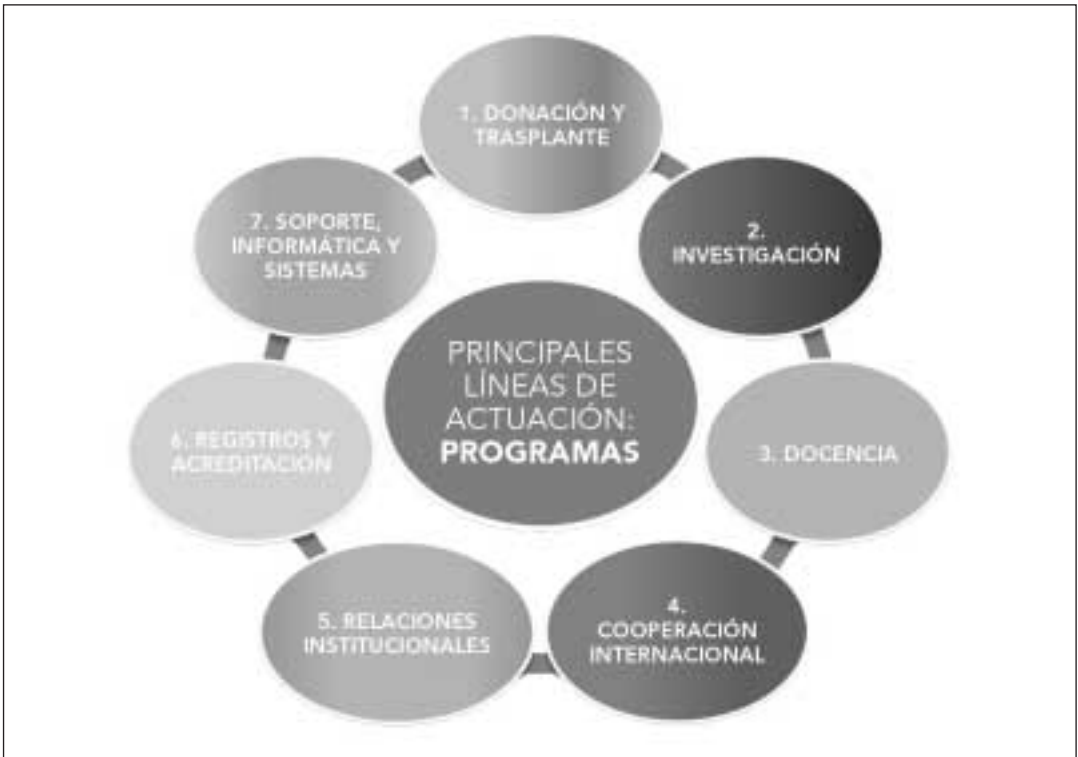 PRINCIPALES
LÍNEAS DE
ACTUACIÓN:
PROGRAMAS
1. DONACIÓN Y
TRASPLANTE
2.
INVESTIGACIÓN
3. DOCENCIA
4.
COOPERACIÓN
INTERNACIONAL
5. RELACIONES
INSTITUCIONALES
6. REGISTROS Y
ACREDITACIÓN
7. SOPORTE,
INFORMÁTICA Y
SISTEMAS